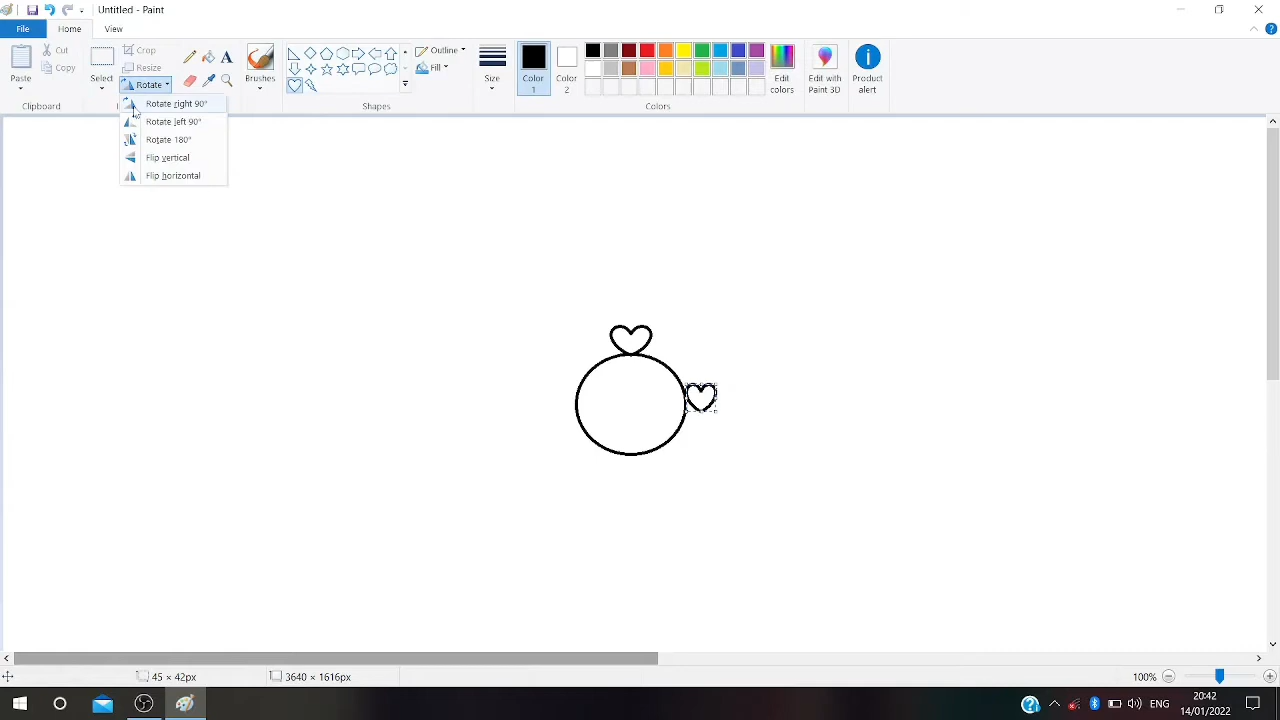 Untitled - Paint
File
Home
View
Paste
Cut
Copy
Clipboard
Select
Crop
Resize
Rotate
Brushes
Outline
Fill
Shapes
Size
Color
1
Color
2
Edit
colors
Colors
Edit with
Paint 3D
Product
alert
Rotate right 90°
Rotate left 90°
Rotate 180°
Flip vertical
Flip horizontal
45 × 42px
3640 × 1616px
100%
ENG
20:42
14/01/2022